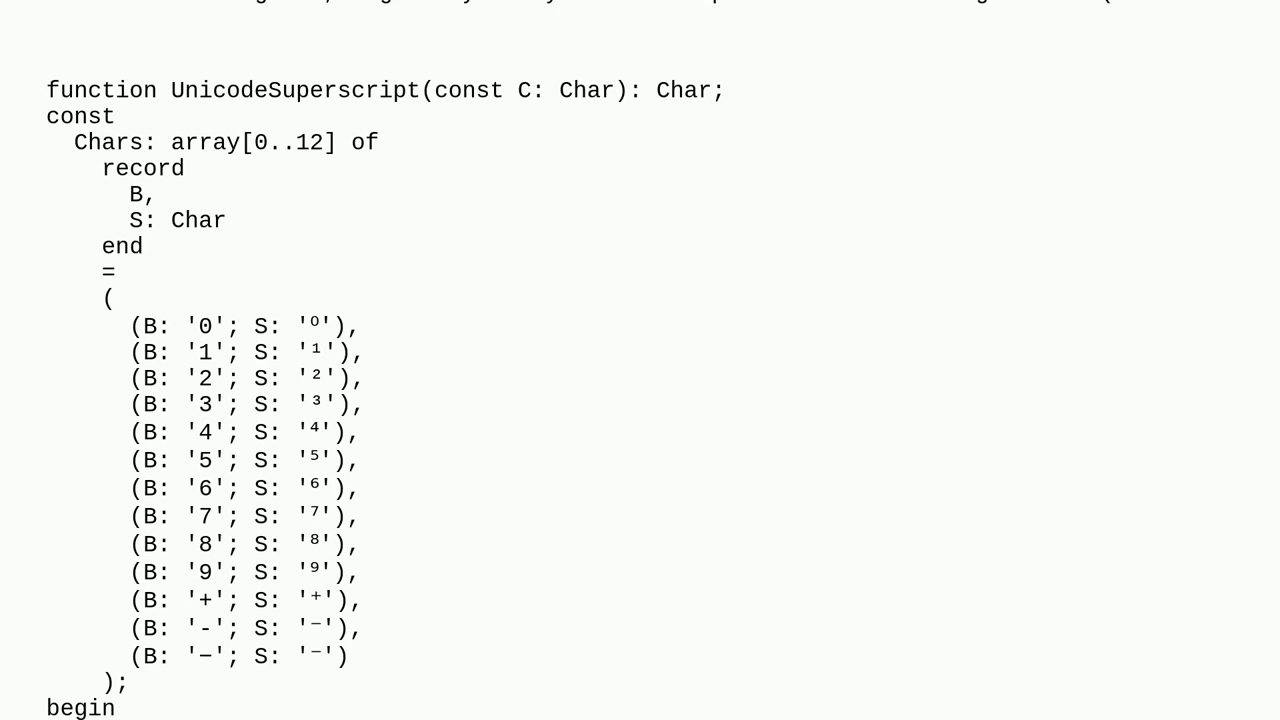 function UnicodeSuperscript(const C: Char): Char;
const
  Chars: array[0..12] of
    record
      B,
      S: Char
    end
    =
    (
      (B: '0'; S: '⁰'),
      (B: '1'; S: '¹'),
      (B: '2'; S: '²'),
      (B: '3'; S: '³'),
      (B: '4'; S: '⁴'),
      (B: '5'; S: '⁵'),
      (B: '6'; S: '⁶'),
      (B: '7'; S: '⁷'),
      (B: '8'; S: '⁸'),
      (B: '9'; S: '⁹'),
      (B: '+'; S: '⁺'),
      (B: '-'; S: '⁻'),
      (B: '−'; S: '⁻')
    );
begin